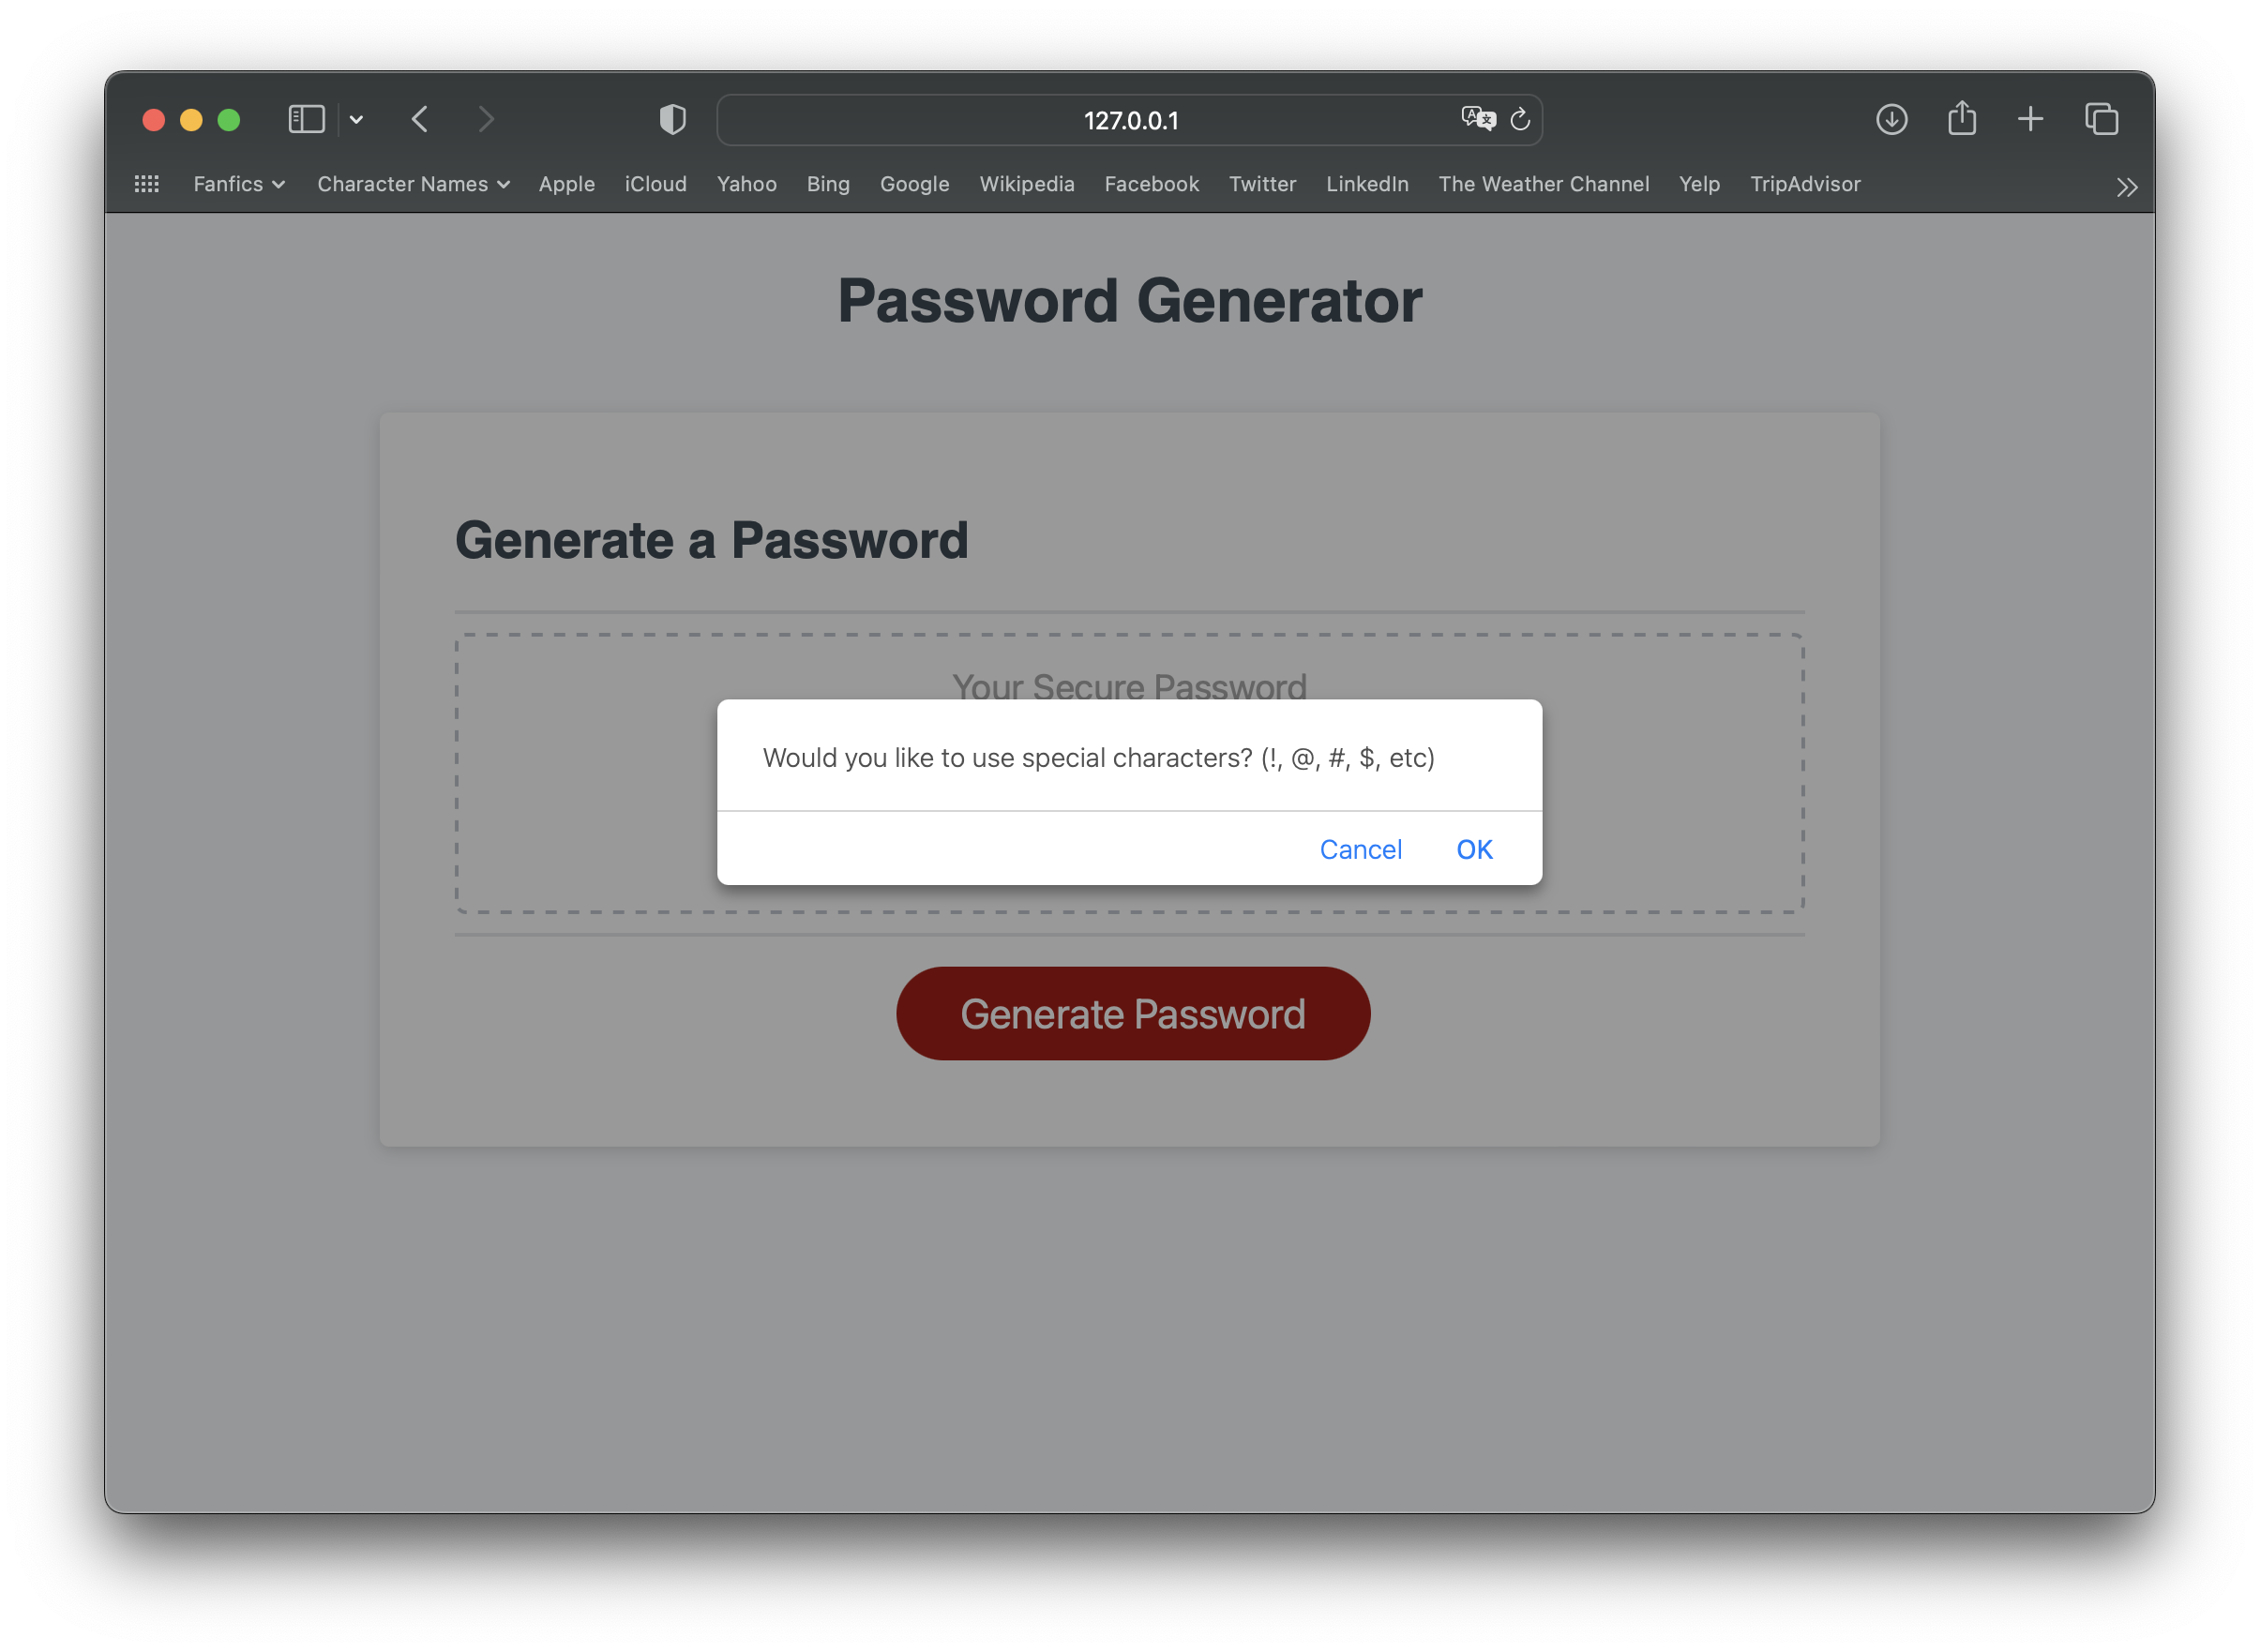 127.0.0.1
Fanfics Character Names Apple iCloud Yahoo Bing Google Wikipedia Facebook Twitter LinkedIn The Weather Channel Yelp TripAdvisor
Password Generator
Generate a Password
Your Secure Password
Would you like to use special characters? (!, @, #, $, etc)
Cancel OK
Generate Password